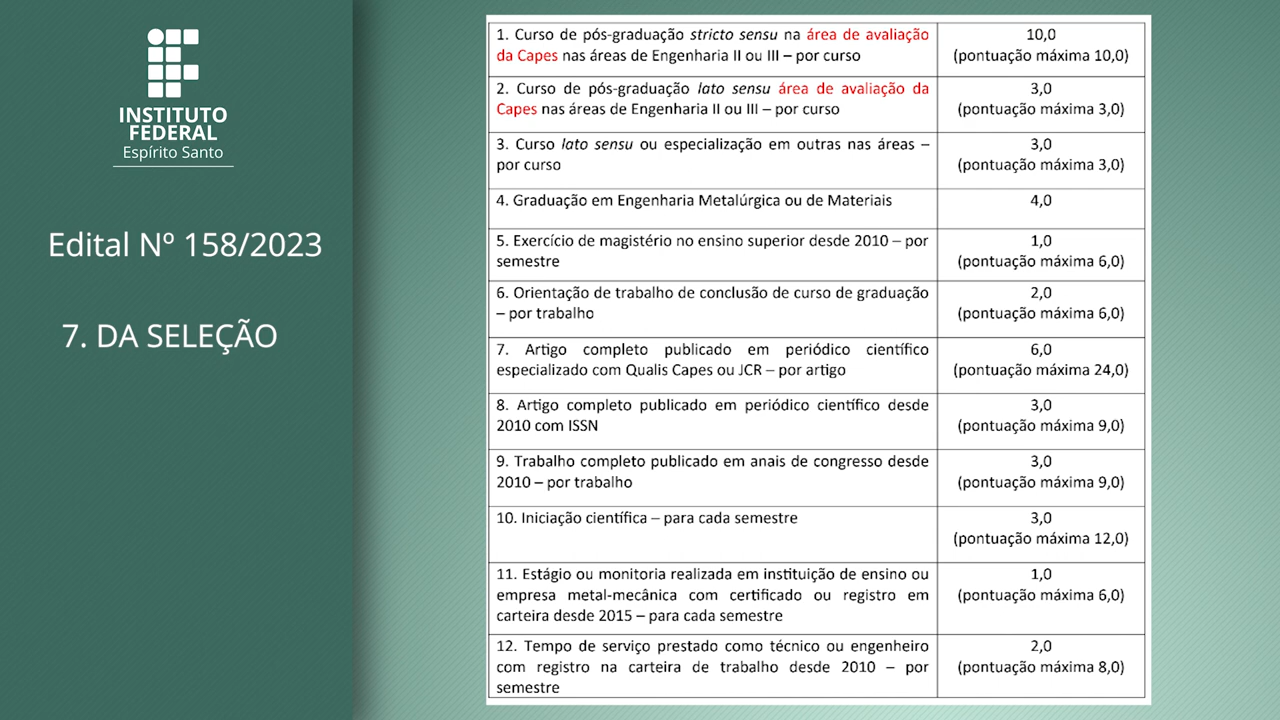 INSTITUTO
FEDERAL
Espírito Santo
Edital Nº 158/2023
7. DA SELEÇÃO
1. Curso de pós-graduação stricto sensu na área de avaliação
da Capes nas áreas de Engenharia II ou III – por curso
10,0
(pontuação máxima 10,0)
2. Curso de pós-graduação lato sensu área de avaliação da
Capes nas áreas de Engenharia II ou III – por curso
3,0
(pontuação máxima 3,0)
3. Curso lato sensu ou especialização em outras nas áreas –
por curso
3,0
(pontuação máxima 3,0)
4. Graduação em Engenharia Metalúrgica ou de Materiais
4,0
5. Exercício de magistério no ensino superior desde 2010 – por
semestre
1,0
(pontuação máxima 6,0)
6. Orientação de trabalho de conclusão de curso de graduação
– por trabalho
2,0
(pontuação máxima 6,0)
7. Artigo completo publicado em periódico científico
especializado com Qualis Capes ou JCR – por artigo
6,0
(pontuação máxima 24,0)
8. Artigo completo publicado em periódico científico desde
2010 com ISSN
3,0
(pontuação máxima 9,0)
9. Trabalho completo publicado em anais de congresso desde
2010 – por trabalho
3,0
(pontuação máxima 9,0)
10. Iniciação científica – para cada semestre
3,0
(pontuação máxima 12,0)
11. Estágio ou monitoria realizada em instituição de ensino ou
empresa metal-mecânica com certificado ou registro em
carteira desde 2015 – para cada semestre
1,0
(pontuação máxima 6,0)
12. Tempo de serviço prestado como técnico ou engenheiro
com registro na carteira de trabalho desde 2010 – por
semestre
2,0
(pontuação máxima 8,0)